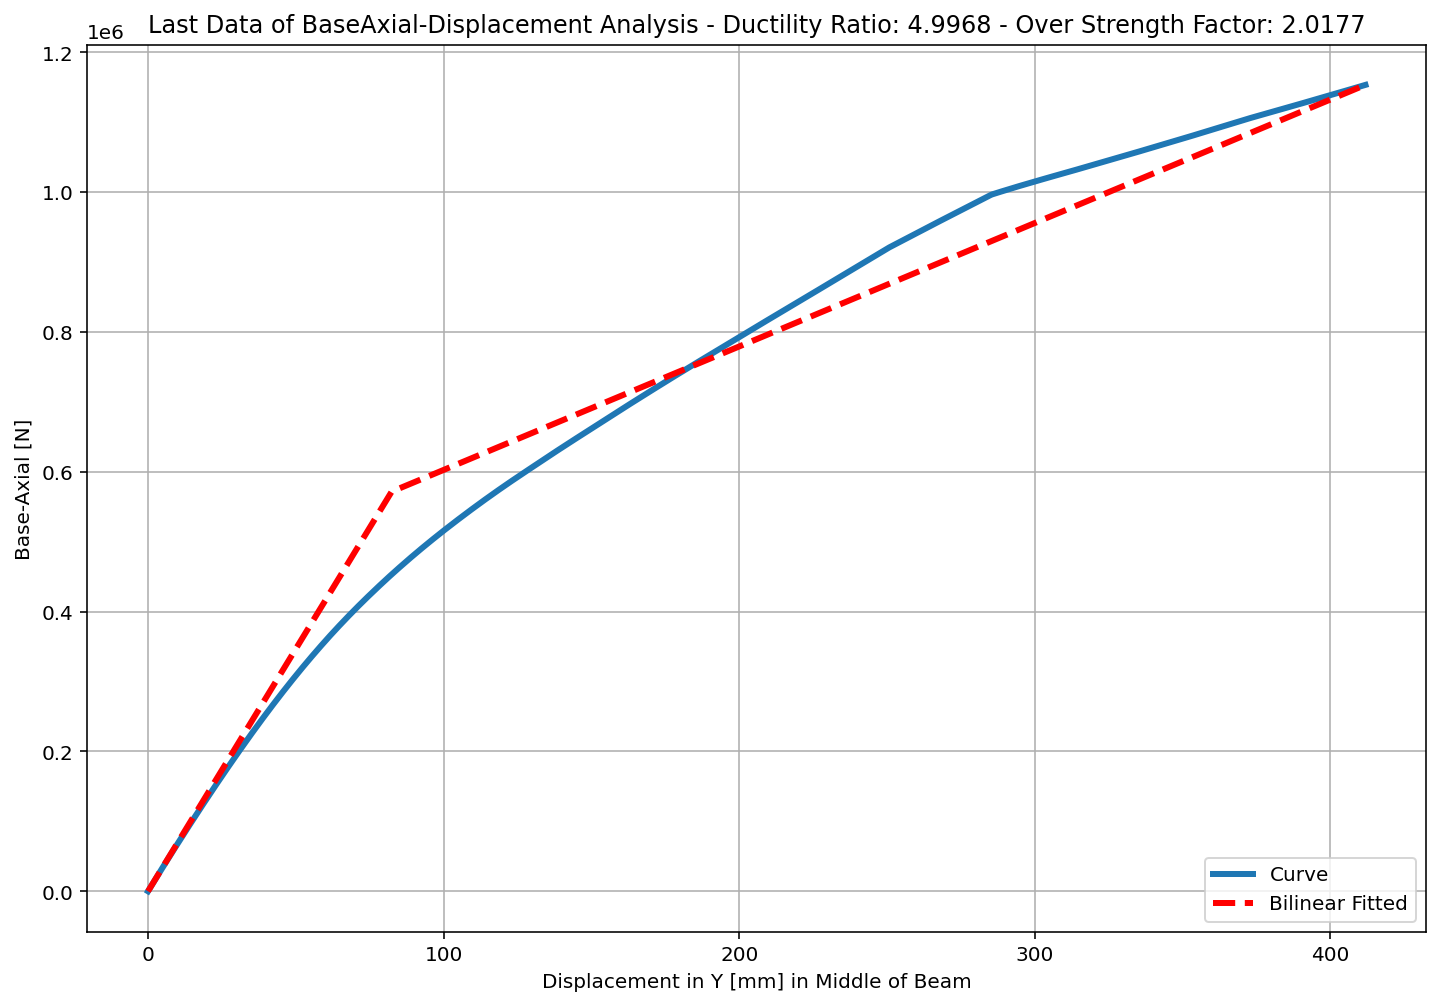 Last Data of BaseAxial-Displacement Analysis - Ductility Ratio: 4.9968 - Over Strength Factor: 2.0177
1e6
1.2
1.0
0.8
0.6
0.4
0.2
0.0
Base-Axial [N]
Curve
Bilinear Fitted
0 100 200 300 400
Displacement in Y [mm] in Middle of Beam